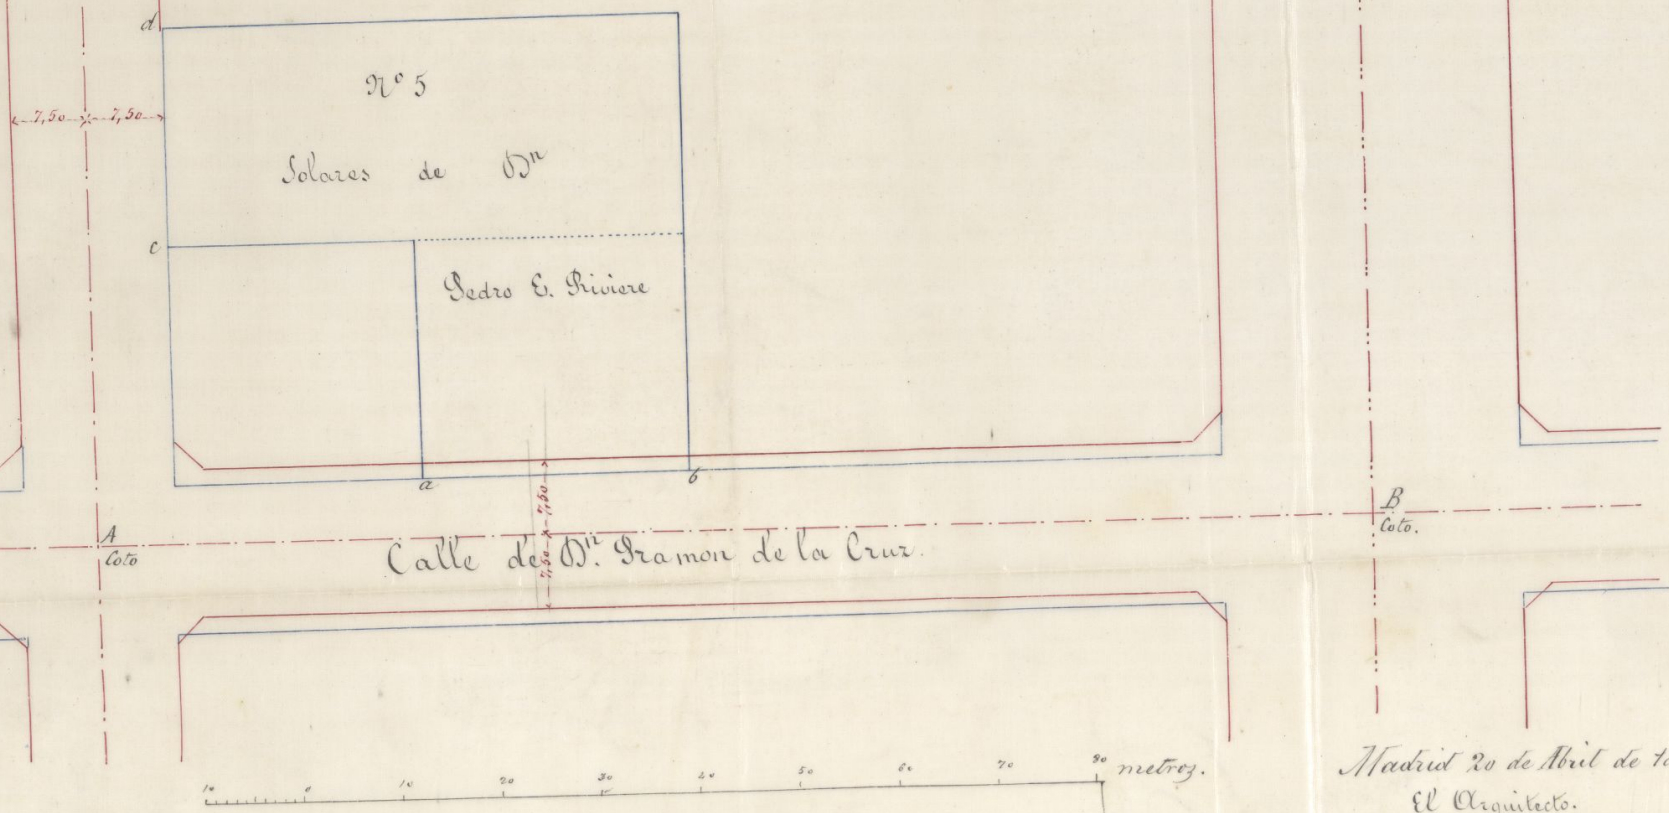 d
Nº 5
7,50 7,50
Solares de Dn
c
Pedro E. Riviere
a
b
7,50
A
Coto
B
Coto.
Calle de Dn. Ramon de la Cruz.
7,50
10 0 10 20 30 40 50 60 70 80 metros.
Madrid 20 de Abril de
El Arquitecto.